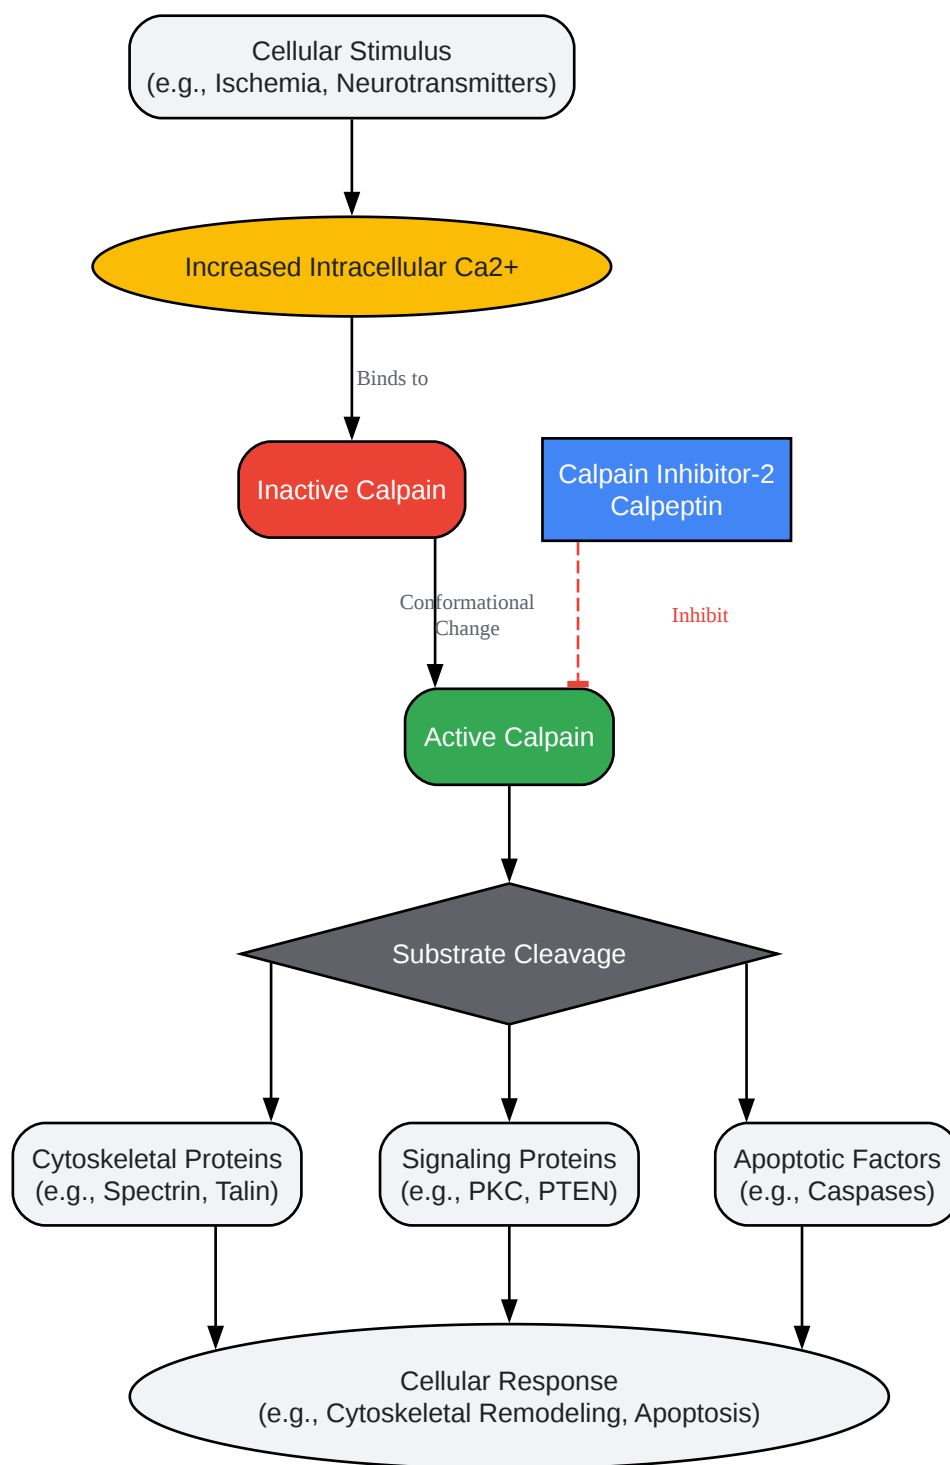 Cellular Stimulus
(e.g., Ischemia, Neurotransmitters)
Increased Intracellular Ca2+
Binds to
Inactive Calpain
Calpain Inhibitor-2
Calpeptin
Conformational
Change
Inhibit
Active Calpain
Substrate Cleavage
Cytoskeletal Proteins
(e.g., Spectrin, Talin)
Signaling Proteins
(e.g., PKC, PTEN)
Apoptotic Factors
(e.g., Caspases)
Cellular Response
(e.g., Cytoskeletal Remodeling, Apoptosis)